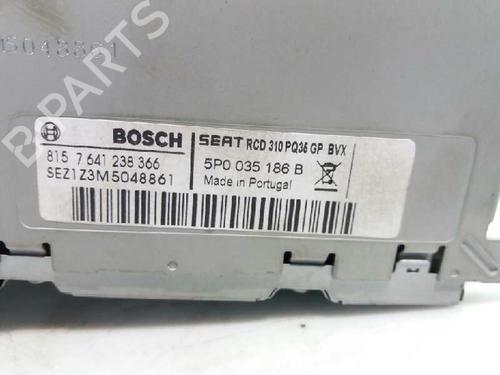 5048861
B-PARTS
BOSCH
815 7 641 238 366
SEZ1Z3M5048861
SEAT RCD 310 PQ35 GP BVX
5P0 035 186 B
Made in Portugal